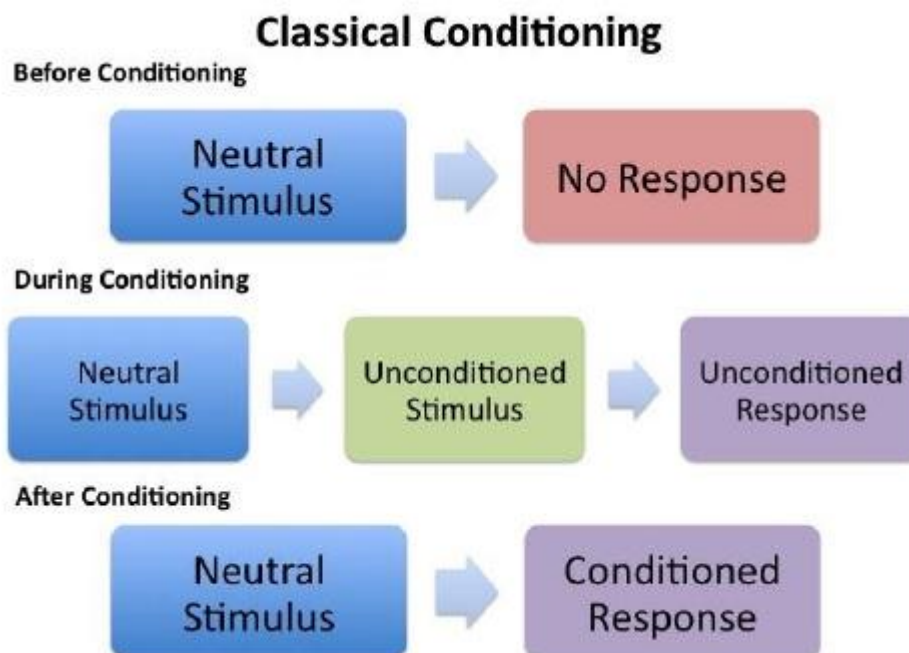 Classical Conditioning
Before Conditioning
Neutral
Stimulus
No Response
During Conditioning
Neutral
Stimulus
Unconditioned
Stimulus
Unconditioned
Response
After Conditioning
Neutral
Stimulus
Conditioned
Response